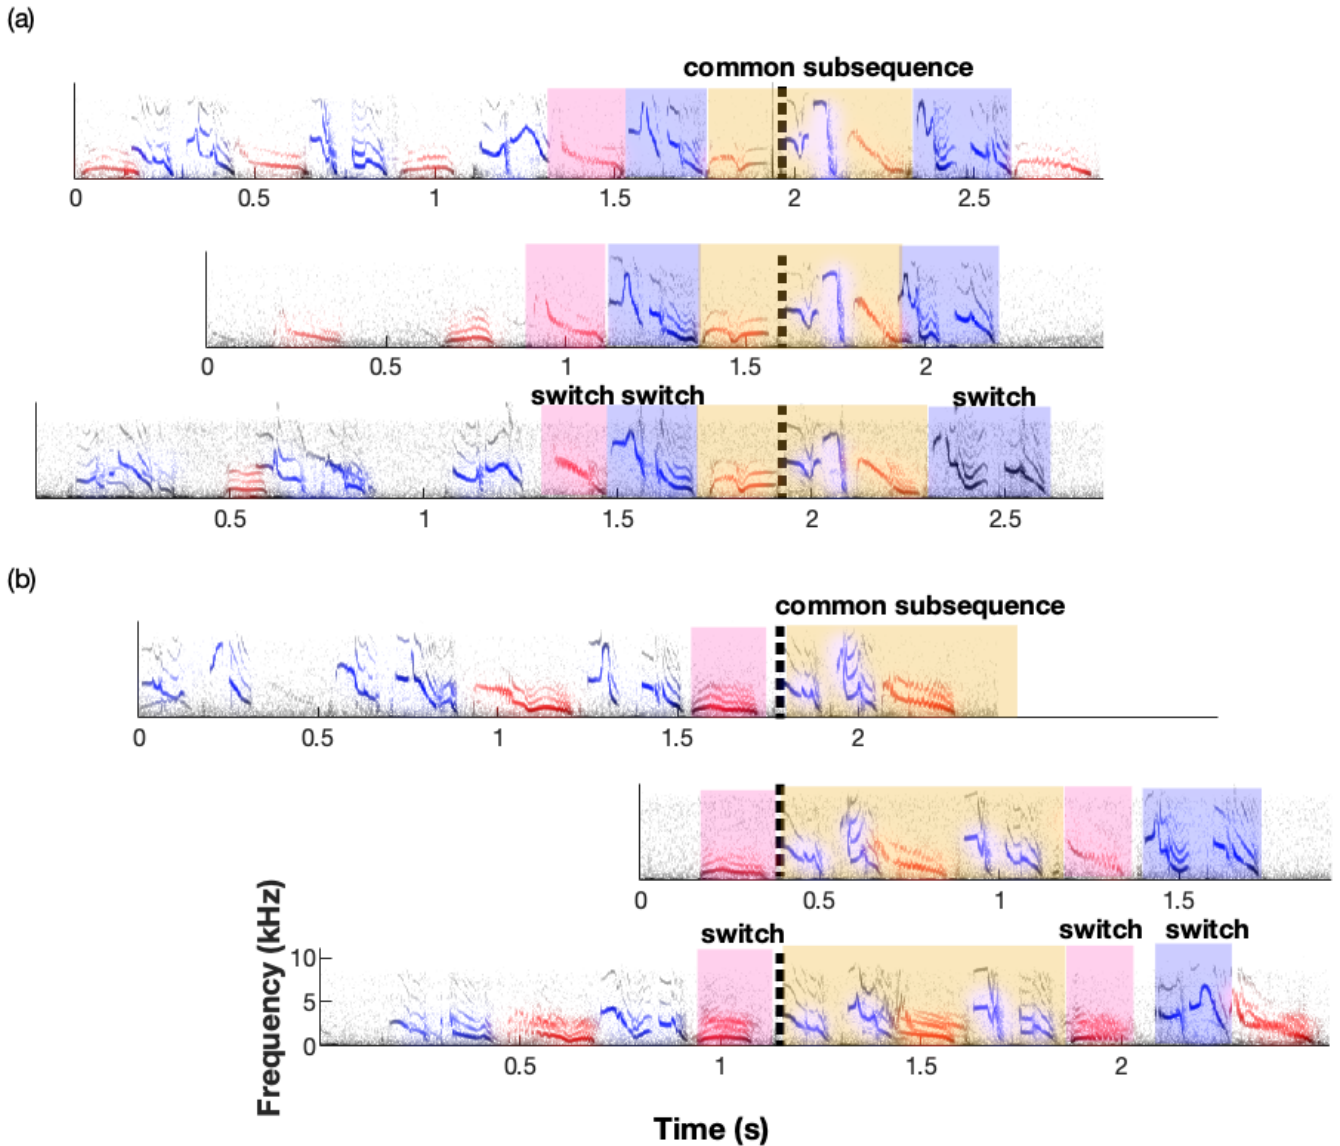 (a)
common subsequence
0 0.5 1 1.5 2 2.5
0 0.5 1 1.5 2
switch switch switch
0.5 1 1.5 2 2.5
(b)
common subsequence
0 0.5 1 1.5 2
0 0.5 1 1.5
switch switch switch
Frequency (kHz)
10
5
0
0.5 1 1.5 2
Time (s)